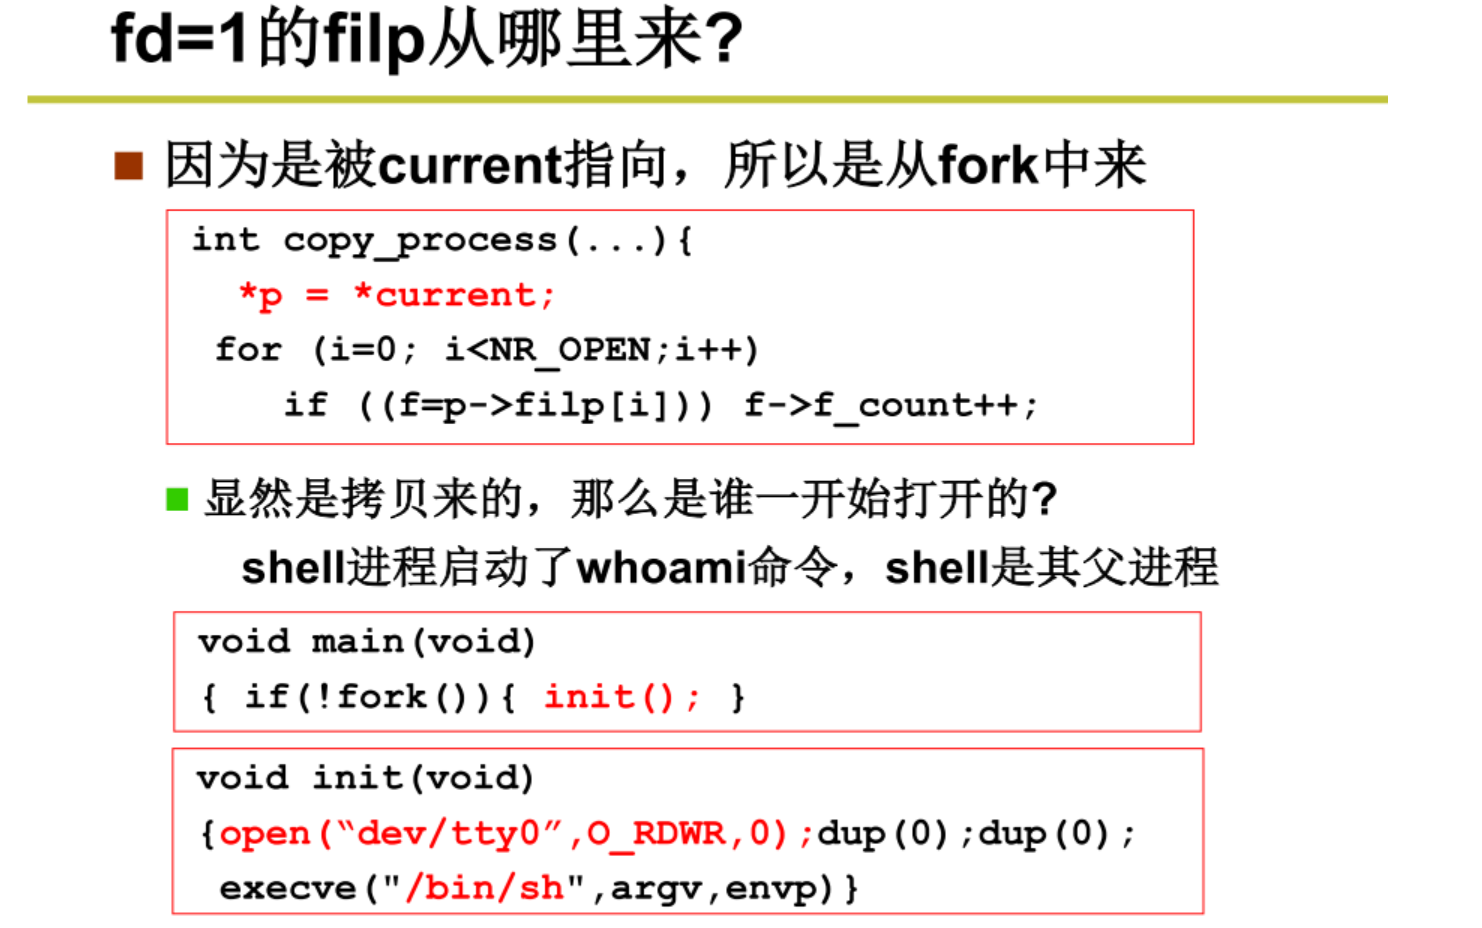 fd=1的filp从哪里来?
因为是被current指向，所以是从fork中来
int copy_process(...){
*p = *current;
for (i=0; i<NR_OPEN;i++)
if ((f=p->filp[i])) f->f_count++;
显然是拷贝来的，那么是谁一开始打开的?
shell进程启动了whoami命令，shell是其父进程
void main(void)
{ if(!fork()){ init(); }
void init(void)
{open(“dev/tty0”,O_RDWR,0);dup(0);dup(0);
execve("/bin/sh",argv,envp)}